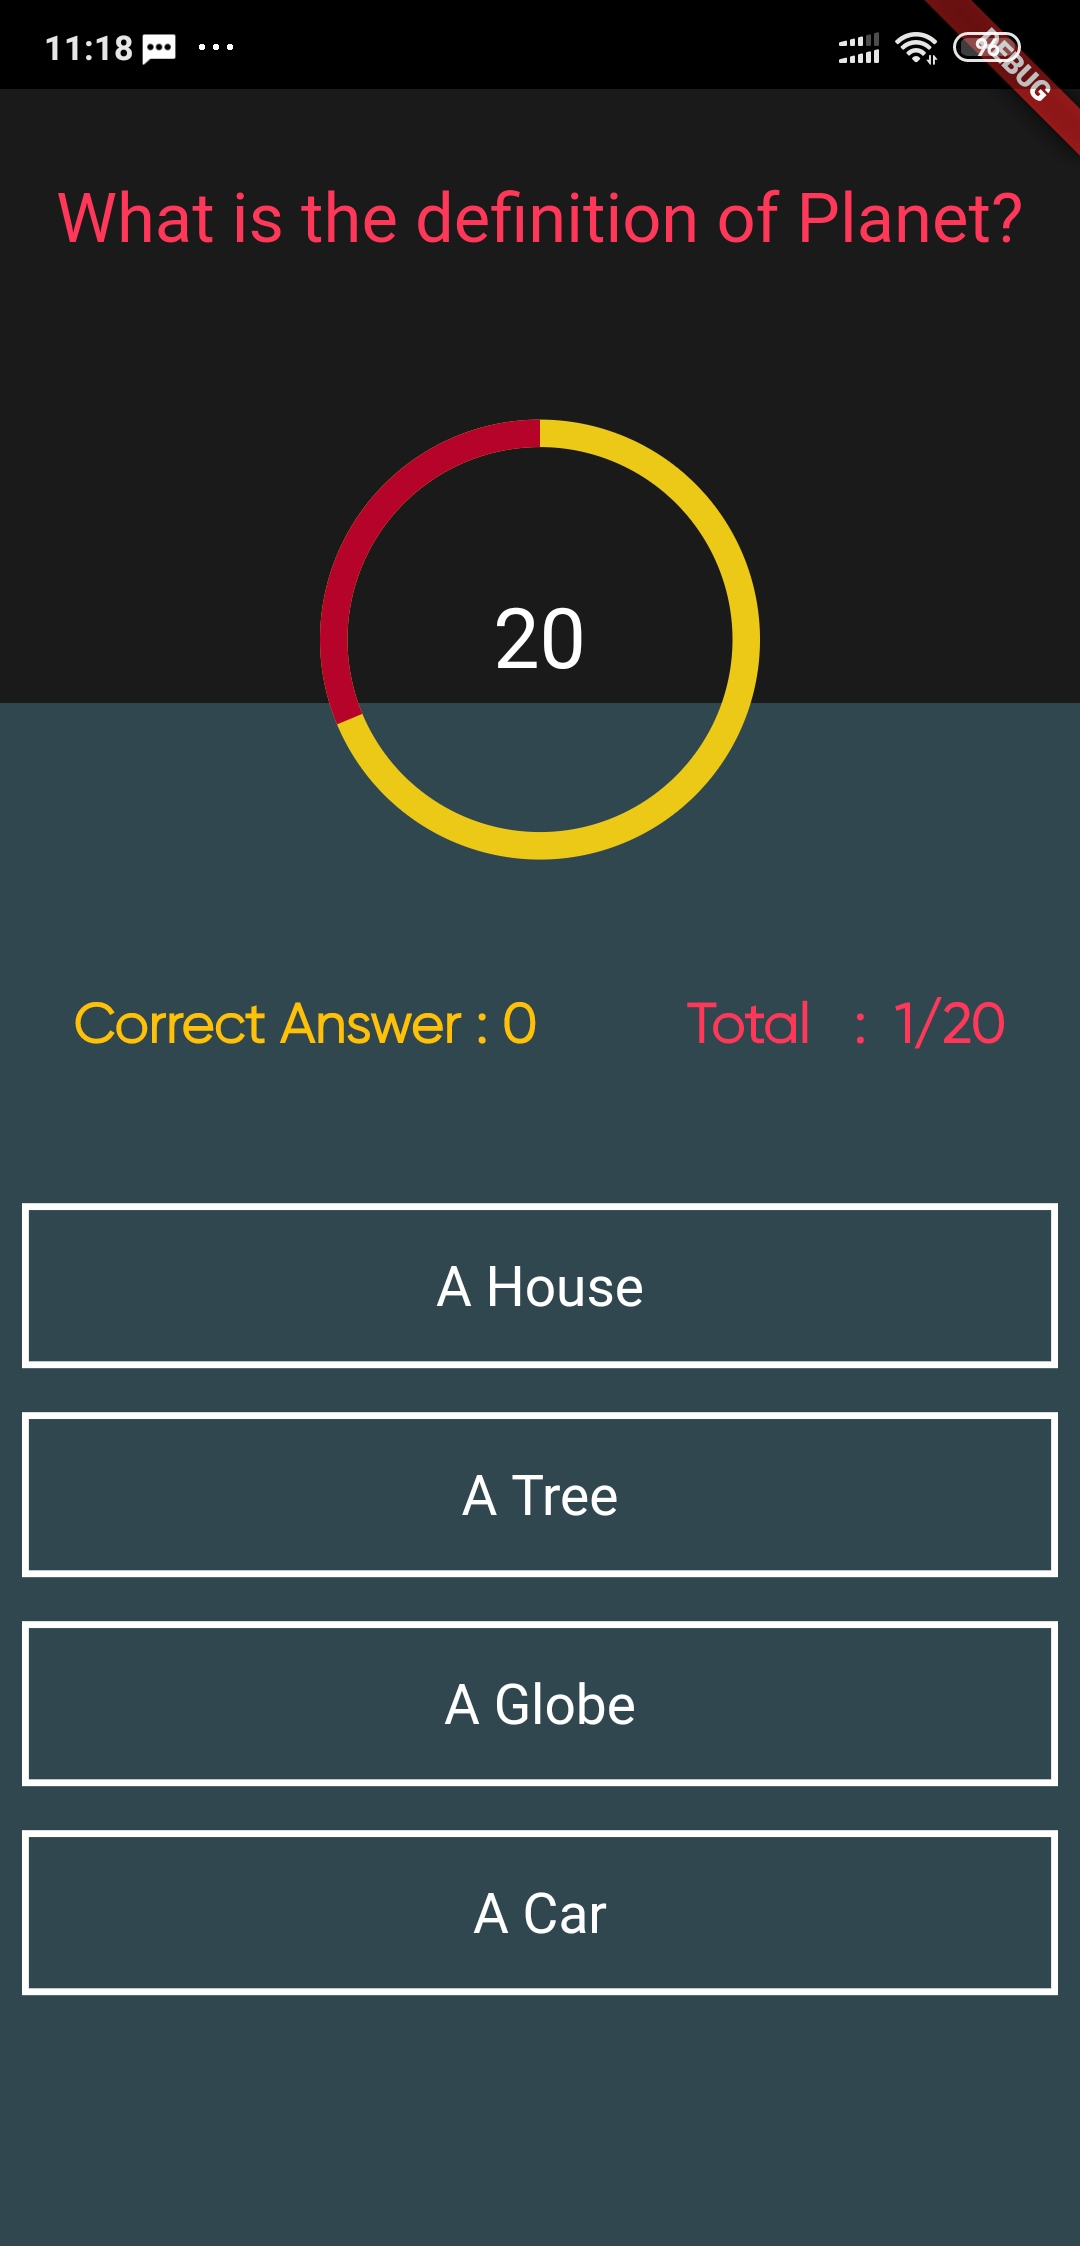 11:18
%
DEBUG
What is the definition of Planet?
20
Correct Answer : 0
Total : 1/20
A House
A Tree
A Globe
A Car